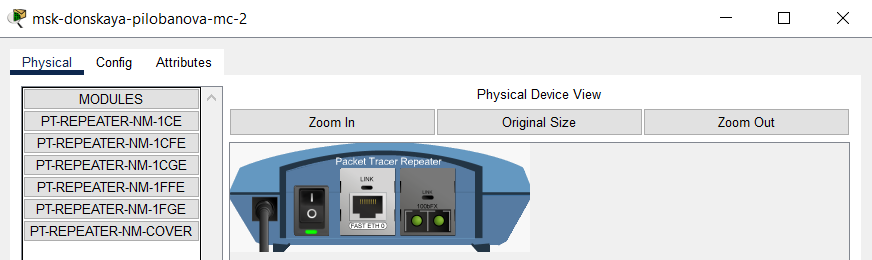 msk-donskaya-pilobanova-mc-2
Physical Config Attributes
MODULES
PT-REPEATER-NM-1CE
PT-REPEATER-NM-1CFE
PT-REPEATER-NM-1CGE
PT-REPEATER-NM-1FFE
PT-REPEATER-NM-1FGE
PT-REPEATER-NM-COVER
Physical Device View
Zoom In Original Size Zoom Out
Packet Tracer Repeater
LINK
LINK
100bFX
FAST ETH 0